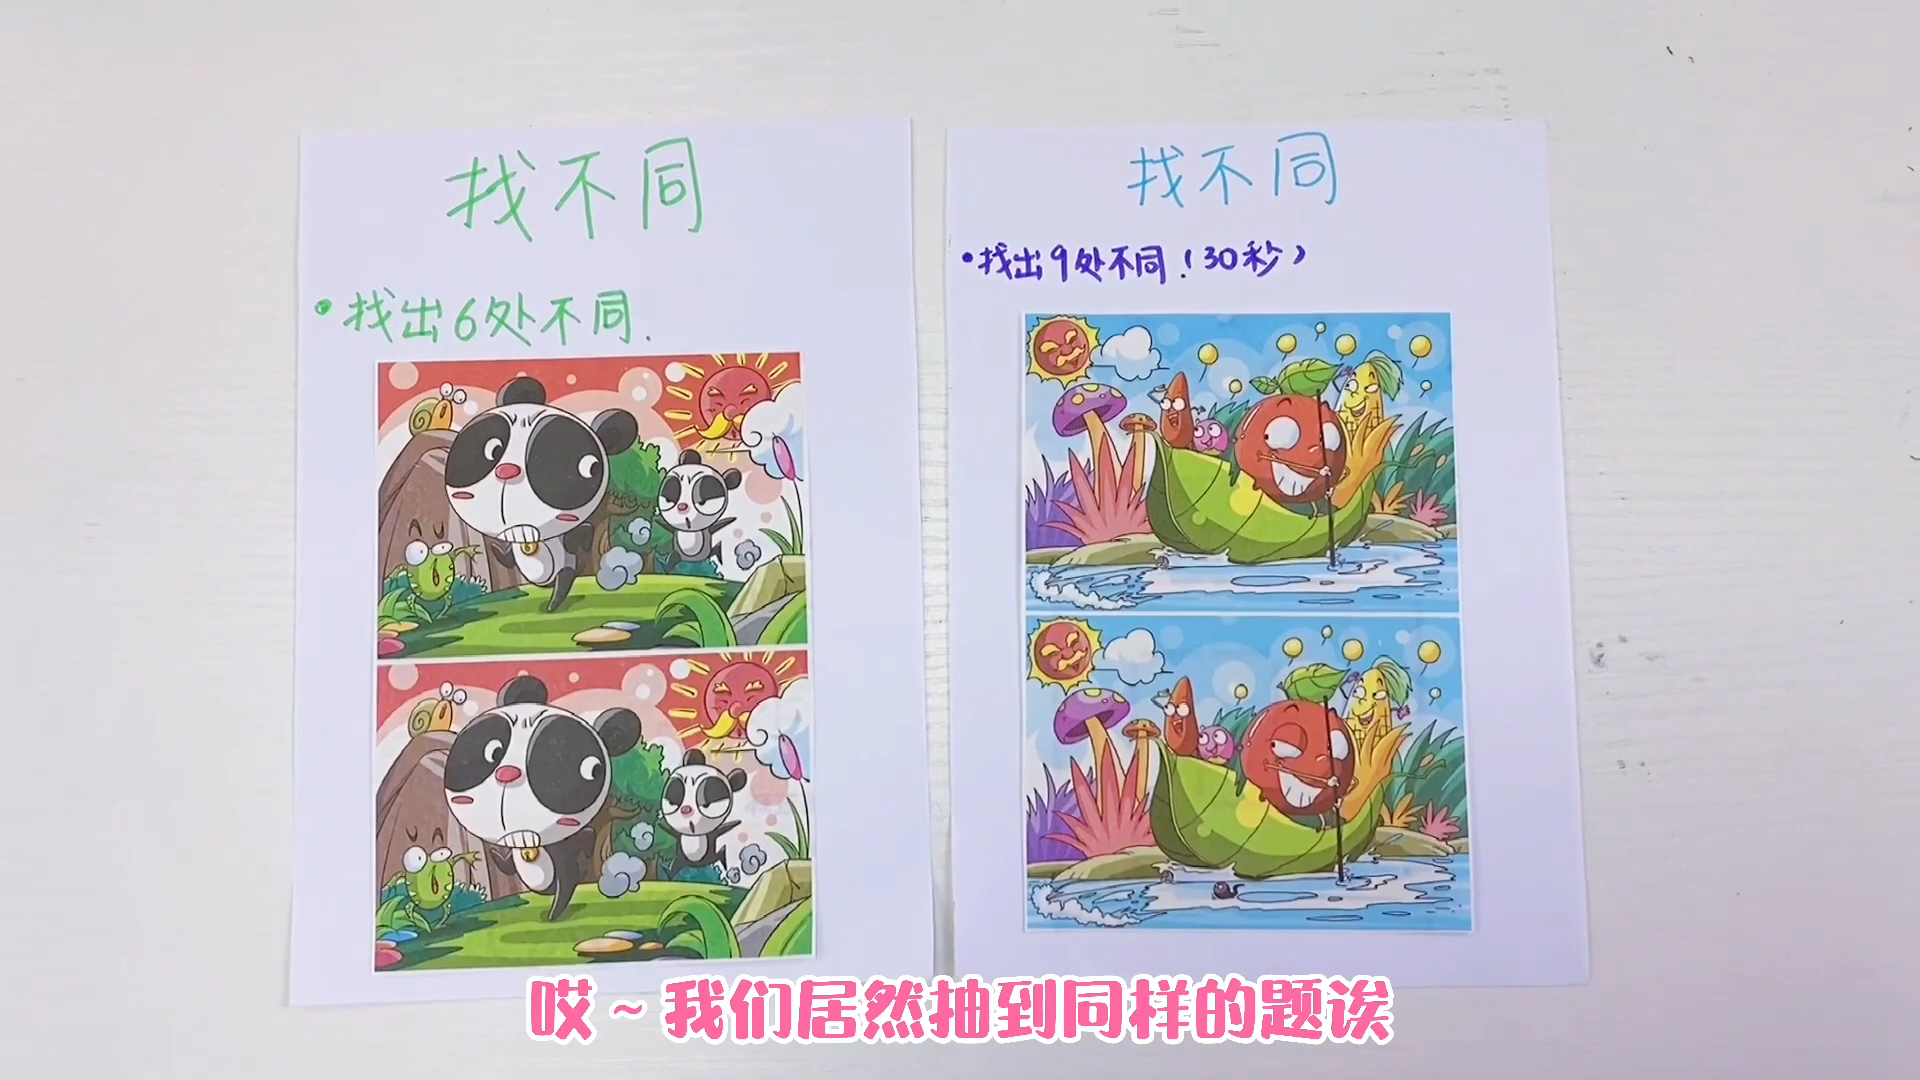 找不同
•找出6处不同.
找不同
•找出9处不同！（30秒）
哎~我们居然抽到同样的题诶